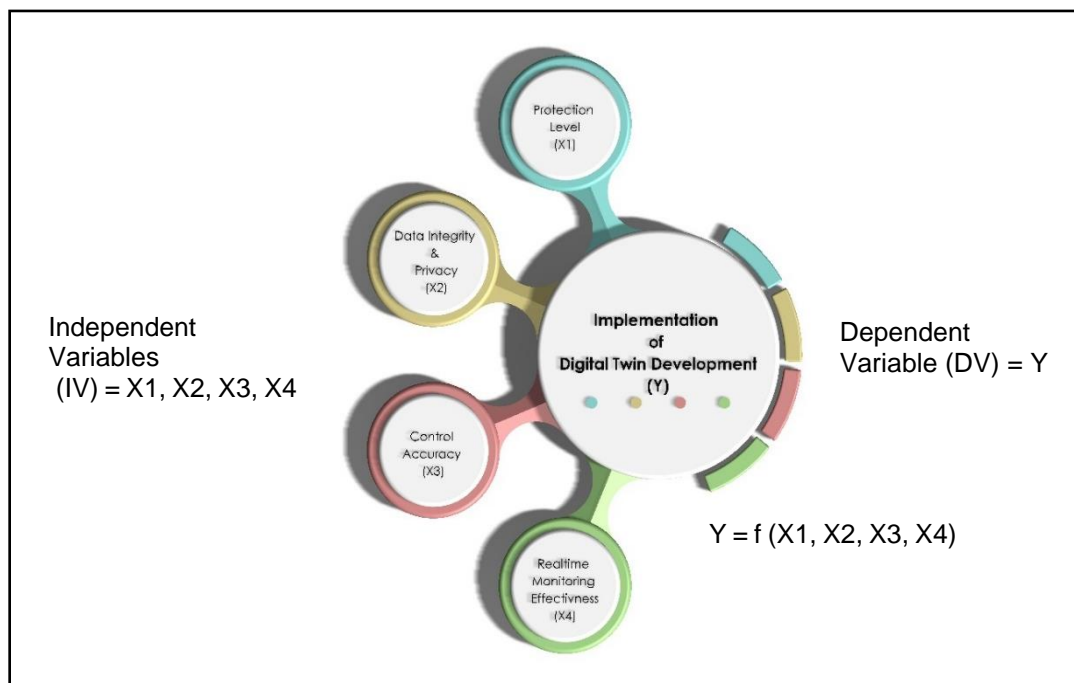 Protection
Level
(X1)
Data Integrity
&
Privacy
(X2)
Independent
Variables
(IV) = X1, X2, X3, X4
Implementation
of
Digital Twin Development
(Y)
Dependent
Variable (DV) = Y
Control
Accuracy
(X3)
Y = f (X1, X2, X3, X4)
Realtime
Monitoring
Effectivness
(X4)